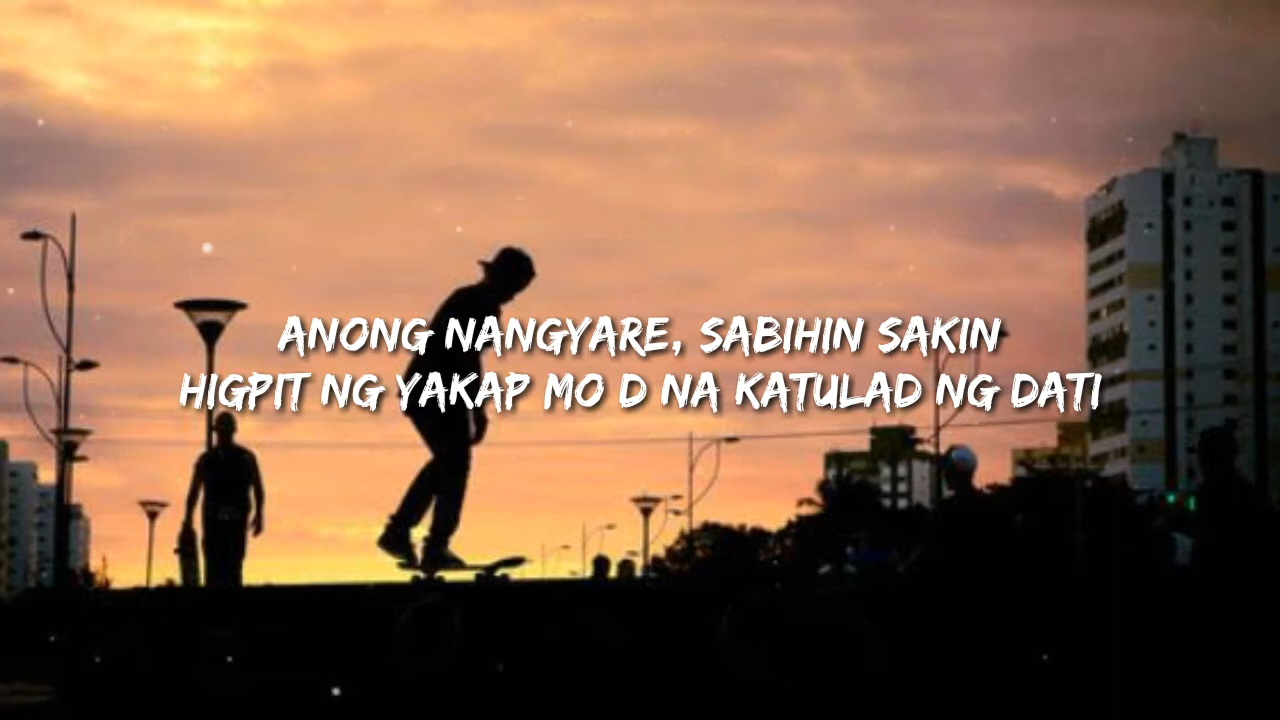 ANONG NANGYARE, SABIHIN SAKIN
HIGPIT NG YAKAP MO D NA KATULAD NG DATI